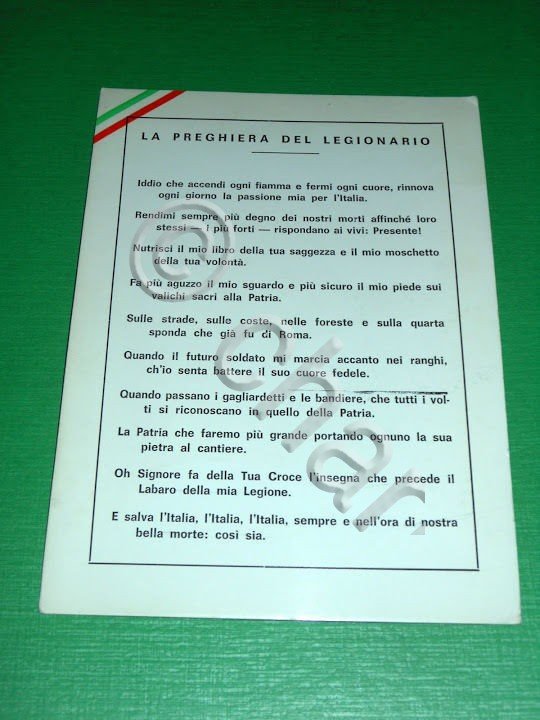 LA PREGHIERA DEL LEGIONARIO
Iddio che accendi ogni fiamma e fermi ogni cuore, rinnova
ogni giorno la passione mia per l'Italia.
Rendimi sempre più degno dei nostri morti affinché loro
stessi — i più forti — rispondano ai vivi: Presente!
Nutrisci il mio libro della tua saggezza e il mio moschetto
della tua volontà.
Fa più aguzzo il mio sguardo e più sicuro il mio piede sui
valichi sacri alla Patria.
Sulle strade, sulle coste, nelle foreste e sulla quarta
sponda che già fu di Roma.
Quando il futuro soldato mi marcia accanto nei ranghi,
ch'io senta battere il suo cuore fedele.
Quando passano i gagliardetti e le bandiere, che tutti i vol-
ti si riconoscano in quello della Patria.
La Patria che faremo più grande portando ognuno la sua
pietra al cantiere.
Oh Signore fa della Tua Croce l'insegna che precede il
Labaro della mia Legione.
E salva l'Italia, l'Italia, l'Italia, sempre e nell'ora di nostra
bella morte: cosi sia.